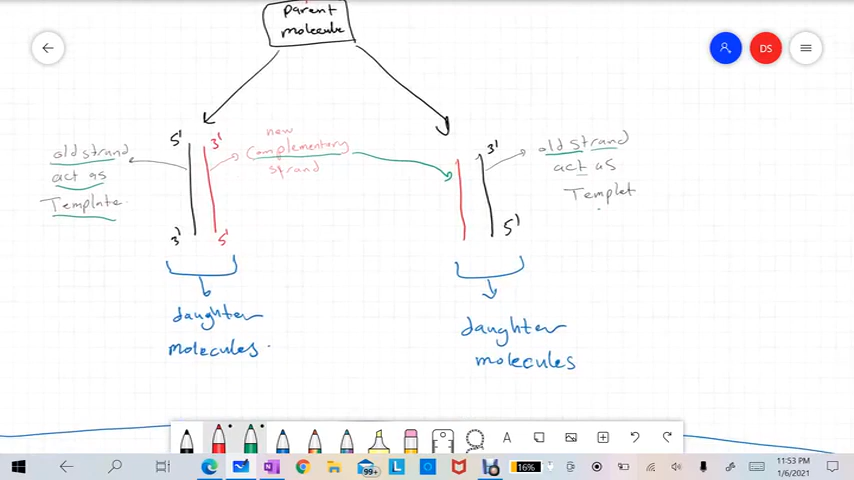 Parent
molecule
DS
new
Complementary
strand
old strand
act as
Template
5'
3'
3'
5'
old strand
act as
Templet
3'
5'
daughter
molecules
daughter
molecules
A
99+
L
16%
11:53 PM
1/6/2021